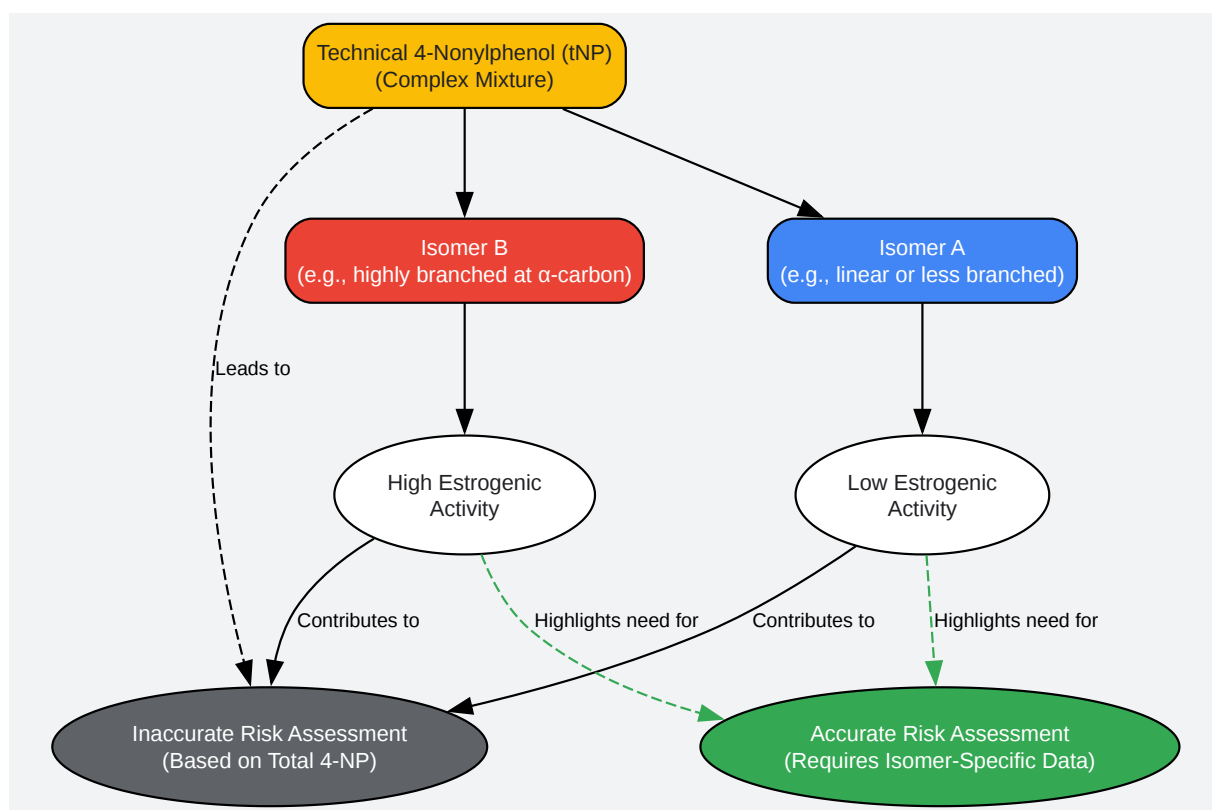 Technical 4-Nonylphenol (tNP)
(Complex Mixture)
Isomer B
(e.g., highly branched at α-carbon)
Isomer A
(e.g., linear or less branched)
Leads to
High Estrogenic
Activity
Low Estrogenic
Activity
Contributes to
Highlights need for
Contributes to
Highlights need for
Inaccurate Risk Assessment
(Based on Total 4-NP)
Accurate Risk Assessment
(Requires Isomer-Specific Data)